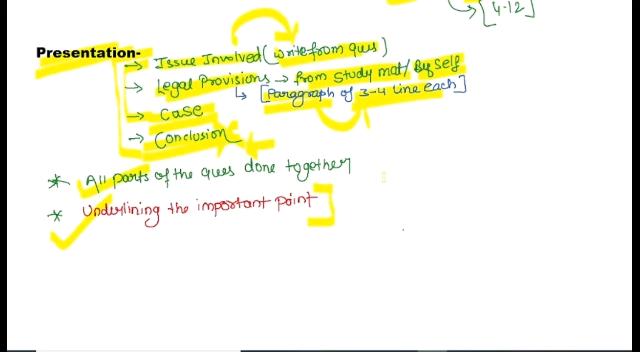 ↳ [4-12]
Presentation-
→ Issue Involved (write from ques)
→ Legal Provisions → from study mat/ By self
↳ [Paragraph of 3-4 line each]
→ Case
→ Conclusion
* All parts of the ques done together
* Underlining the important point